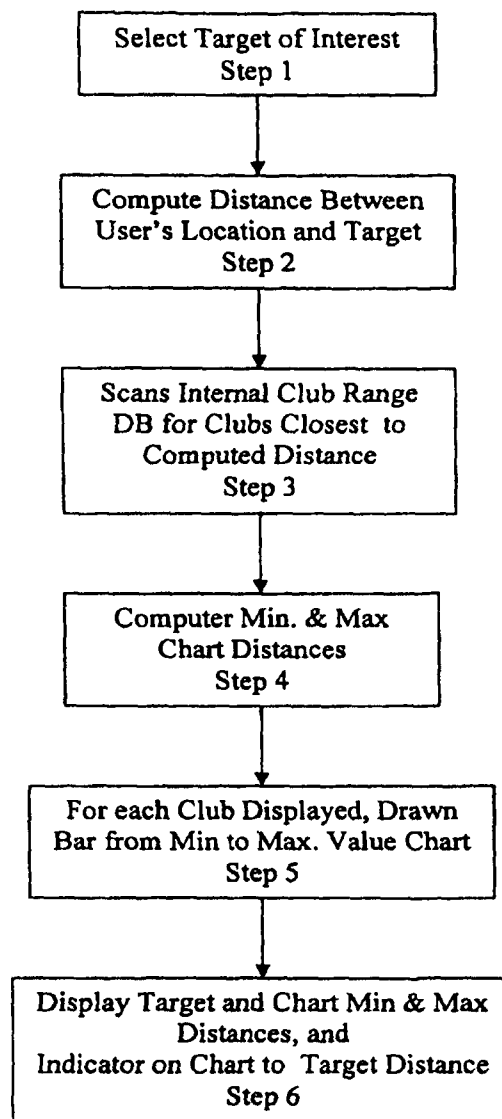 Select Target of Interest
Step 1
Compute Distance Between
User's Location and Target
Step 2
Scans Internal Club Range
DB for Clubs Closest to
Computed Distance
Step 3
Computer Min. & Max
Chart Distances
Step 4
For each Club Displayed, Drawn
Bar from Min to Max. Value Chart
Step 5
Display Target and Chart Min & Max
Distances, and
Indicator on Chart to Target Distance
Step 6